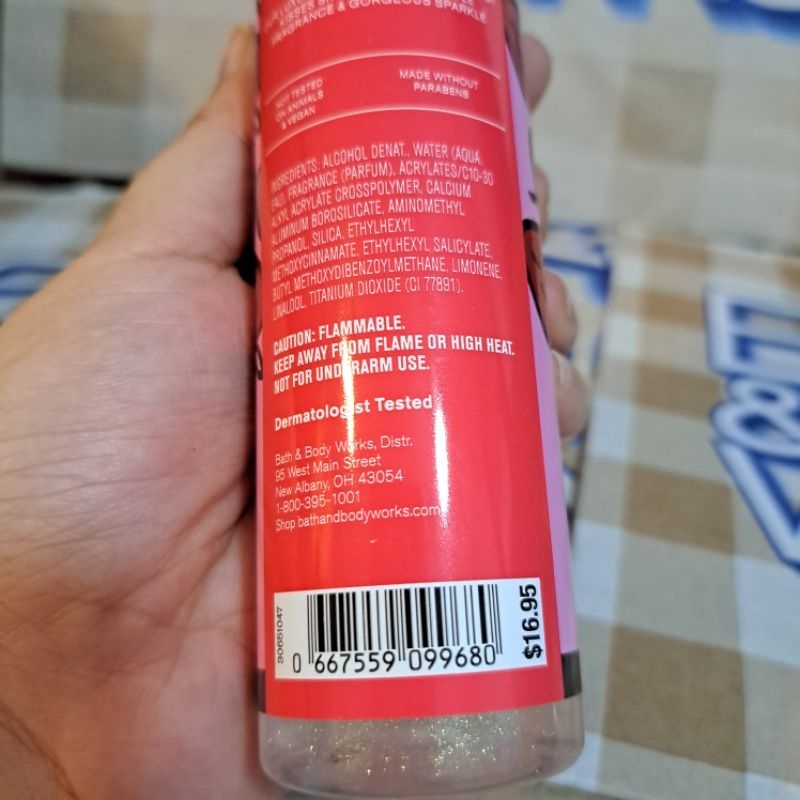 FRAGRANCE & GORGEOUS SPARKLE
NOT TESTED
ON ANIMALS
& VEGAN
MADE WITHOUT
PARABENS
INGREDIENTS: ALCOHOL DENAT., WATER (AQUA,
EAU), FRAGRANCE (PARFUM), ACRYLATES/C10-30
ALKYL ACRYLATE CROSSPOLYMER, CALCIUM
ALUMINUM BOROSILICATE, AMINOMETHYL
PROPANOL, SILICA, ETHYLHEXYL
METHOXYCINNAMATE, ETHYLHEXYL SALICYLATE,
BUTYL METHOXYDIBENZOYLMETHANE, LIMONENE,
LINALOOL, TITANIUM DIOXIDE (CI 77891).
CAUTION: FLAMMABLE.
KEEP AWAY FROM FLAME OR HIGH HEAT.
NOT FOR UNDERARM USE.
Dermatologist Tested
Bath & Body Works, Distr.
95 West Main Street
New Albany, OH 43054
1-800-395-1001
Shop bathandbodyworks.com
30651047
0 667559 099680
$16.95